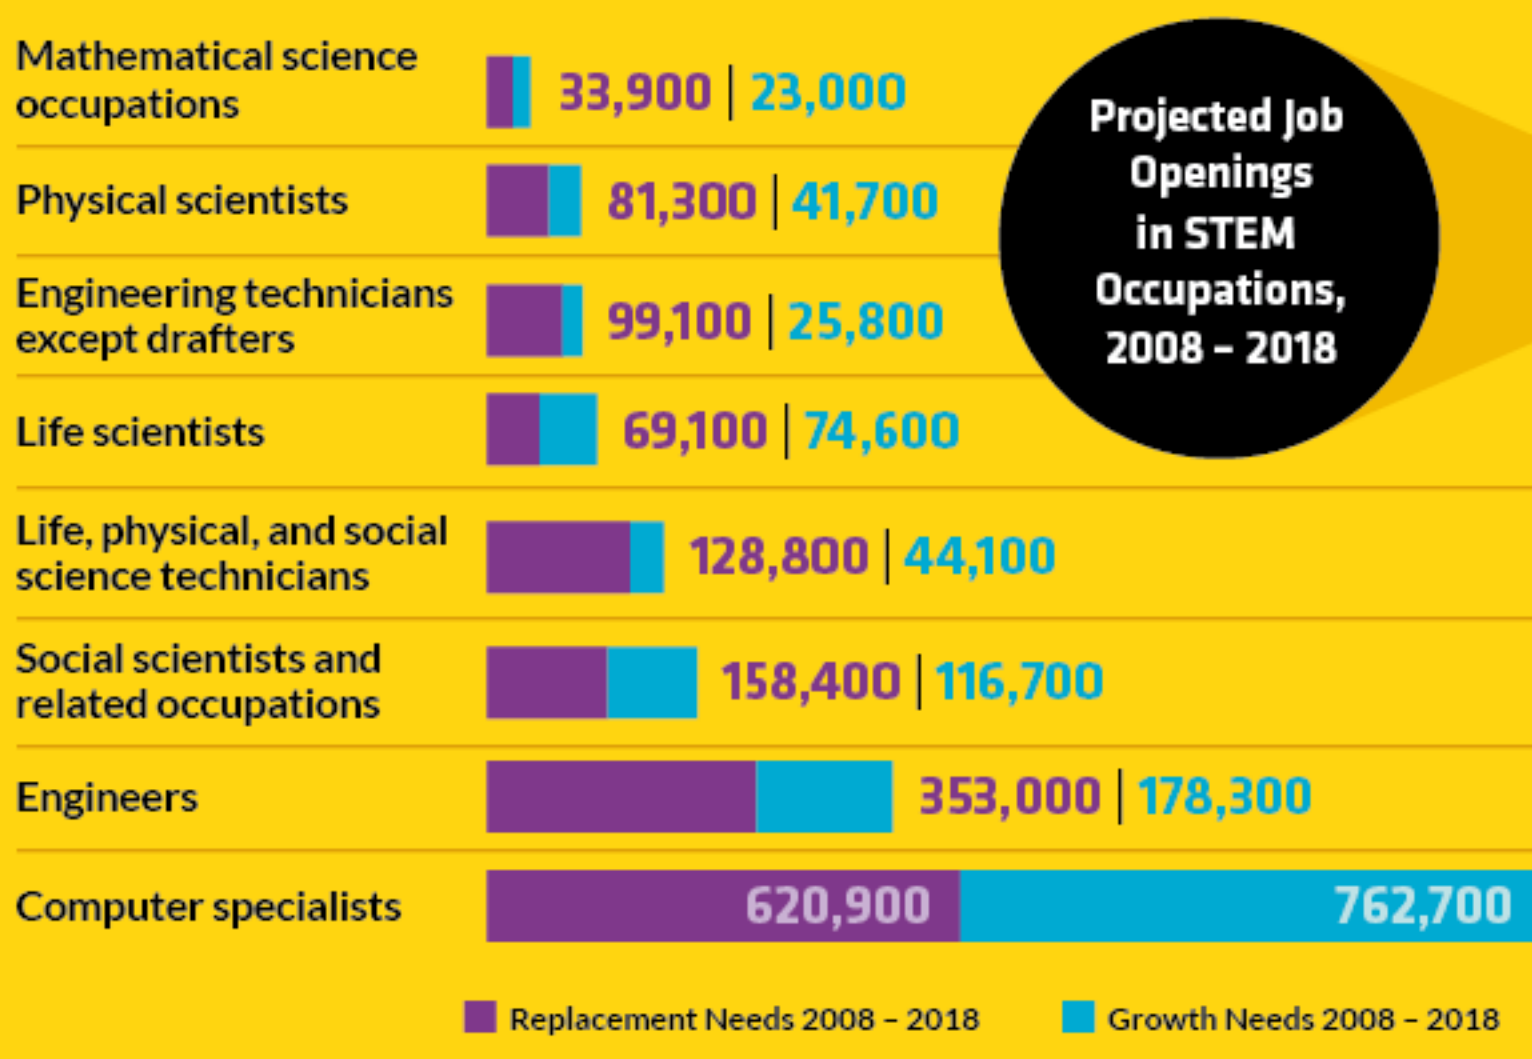 Mathematical science
occupations
33,900 | 23,000
Projected Job
Openings
in STEM
Occupations,
2008 – 2018
Physical scientists
81,300 | 41,700
Engineering technicians
except drafters
99,100 | 25,800
Life scientists
69,100 | 74,600
Life, physical, and social
science technicians
128,800 | 44,100
Social scientists and
related occupations
158,400 | 116,700
Engineers
353,000 | 178,300
Computer specialists
620,900
762,700
Replacement Needs 2008 – 2018
Growth Needs 2008 – 2018